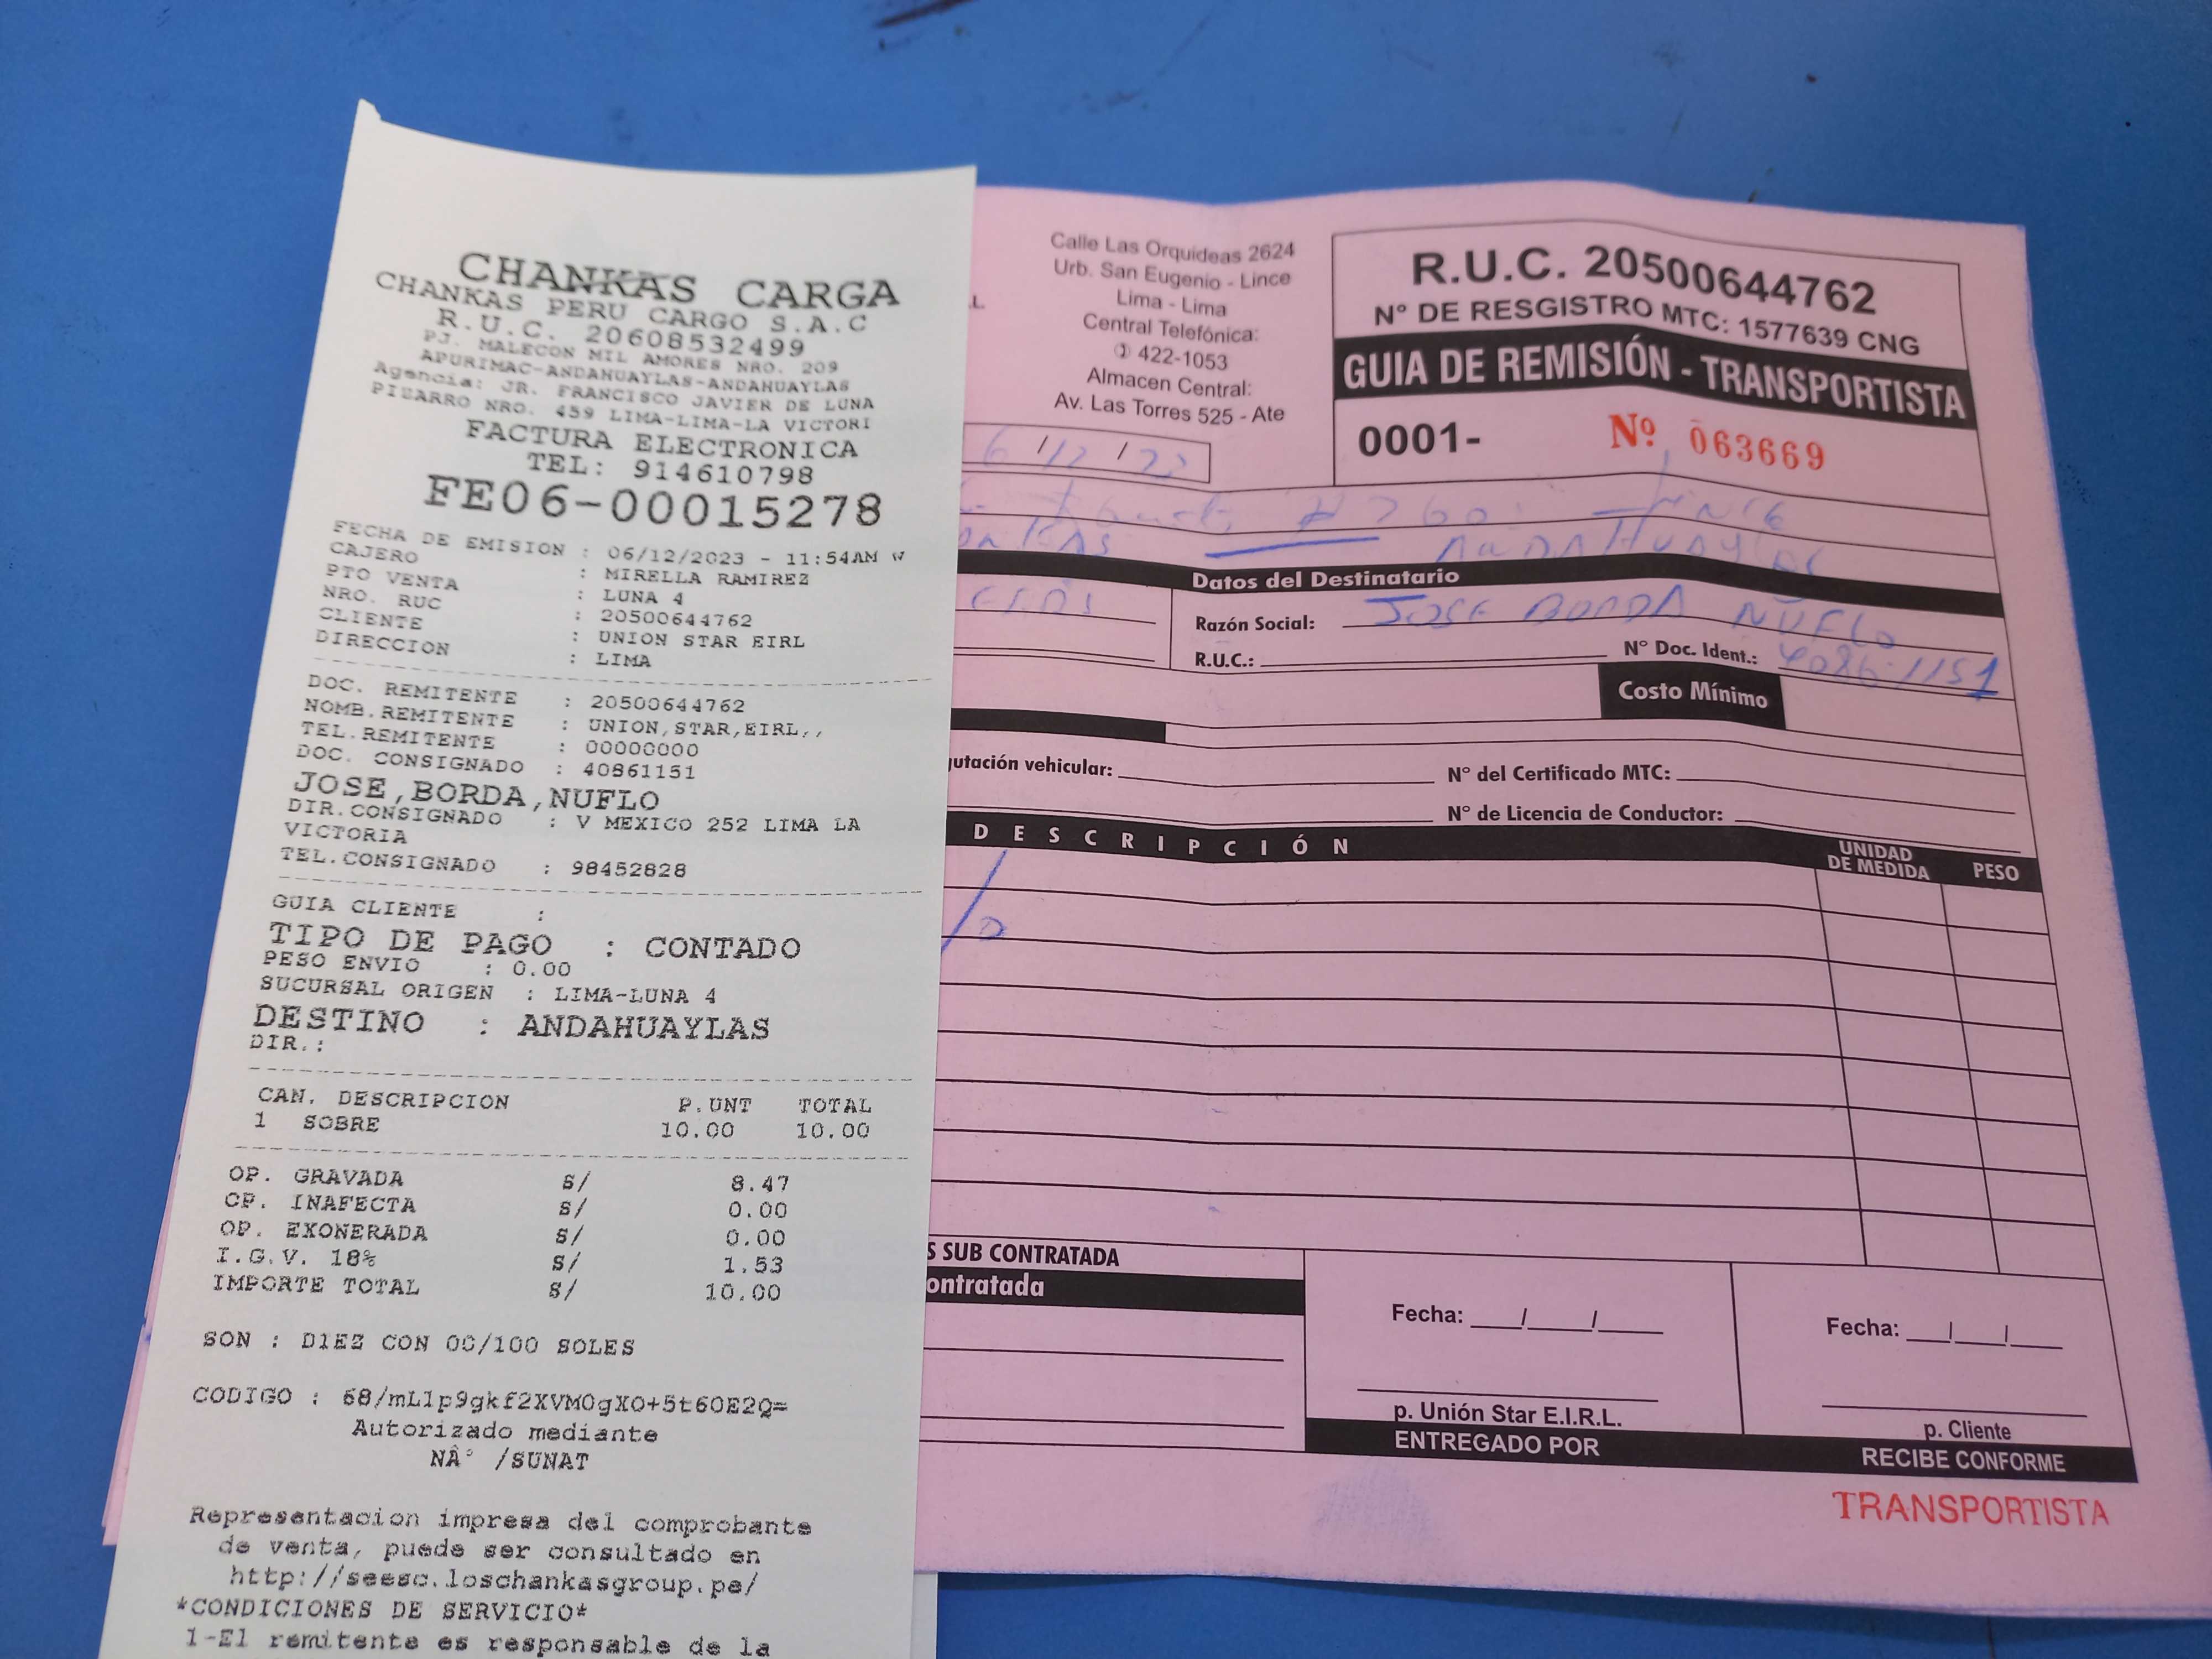 CHANKAS CARGA
CHANKAS PERU CARGO S.A.C
R.U.C. 20608532499
PJ. MALECON MIL AMORES NRO. 209
APURIMAC-ANDAHUAYLAS-ANDAHUAYLAS
Agencia: JR. FRANCISCO JAVIER DE LUNA
PIZARRO NRO. 459 LIMA-LIMA-LA VICTORI
FACTURA ELECTRONICA
TEL: 914610798
FE06-00015278
FECHA DE EMISION : 06/12/2023 - 11:54AM
CAJERO : MIRELLA RAMIREZ
PTO VENTA : LUNA 4
NRO. RUC : 20500644762
CLIENTE : UNION STAR EIRL
DIRECCION : LIMA
DOC. REMITENTE : 20500644762
NOMB.REMITENTE : UNION,STAR,EIRL,,
TEL.REMITENTE : 00000000
DOC. CONSIGNADO : 40861151
JOSE,BORDA,NUFLO
DIR.CONSIGNADO : V MEXICO 252 LIMA LA
VICTORIA
TEL.CONSIGNADO : 98452828
GUIA CLIENTE :
TIPO DE PAGO : CONTADO
PESO ENVIO : 0.00
SUCURSAL ORIGEN : LIMA-LUNA 4
DESTINO : ANDAHUAYLAS
DIR.:
CAN. DESCRIPCION P.UNT TOTAL
1 SOBRE 10.00 10.00
OP. GRAVADA S/ 8.47
OP. INAFECTA S/ 0.00
OP. EXONERADA S/ 0.00
I.G.V. 18% S/ 1.53
IMPORTE TOTAL S/ 10.00
SON : DIEZ CON 00/100 SOLES
CODIGO : 68/mL1p9gkf2XVM0gXO+5t60E2Q=
Autorizado mediante
NÂ° /SUNAT
Representacion impresa del comprobante
de venta, puede ser consultado en
http://seesc.loschankasgroup.pe/
*CONDICIONES DE SERVICIO*
1-El remitente es responsable de la
Calle Las Orquideas 2624
Urb. San Eugenio - Lince
Lima - Lima
Central Telefónica:
422-1053
Almacen Central:
Av. Las Torres 525 - Ate
R.U.C. 20500644762
N° DE RESGISTRO MTC: 1577639 CNG
GUIA DE REMISIÓN - TRANSPORTISTA
0001- Nº 063669
6 / 12 / 23
ANDAHUAYLAS
Datos del Destinatario
Razón Social: JOSE BORDA NUFLO
R.U.C.: N° Doc. Ident.: 40861151
Costo Mínimo
utación vehicular: N° del Certificado MTC:
N° de Licencia de Conductor:
DESCRIPCIÓN UNIDAD DE MEDIDA PESO
S SUB CONTRATADA
ontratada
Fecha: / / Fecha: / /
p. Unión Star E.I.R.L. p. Cliente
ENTREGADO POR RECIBE CONFORME
TRANSPORTISTA